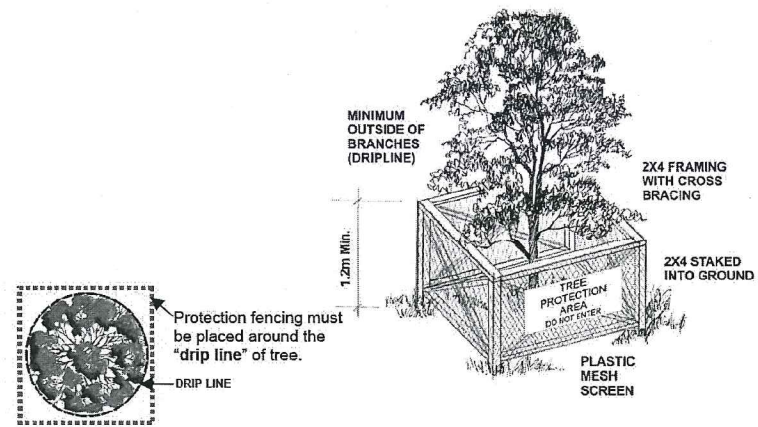 MINIMUM
OUTSIDE OF
BRANCHES
(DRIPLINE)
2X4 FRAMING
WITH CROSS
BRACING
1.2m Min.
2X4 STAKED
INTO GROUND
TREE
PROTECTION
AREA
DO NOT ENTER
Protection fencing must
be placed around the
"drip line" of tree.
DRIP LINE
PLASTIC
MESH
SCREEN